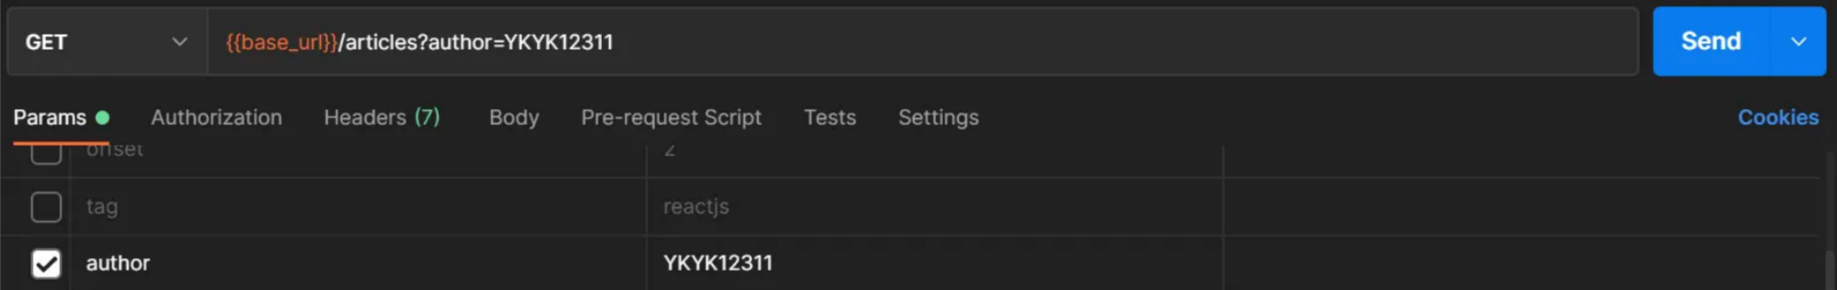 GET {{base_url}}/articles?author=YKYK12311 Send
Params Authorization Headers (7) Body Pre-request Script Tests Settings Cookies
offset 2
tag reactjs
author YKYK12311